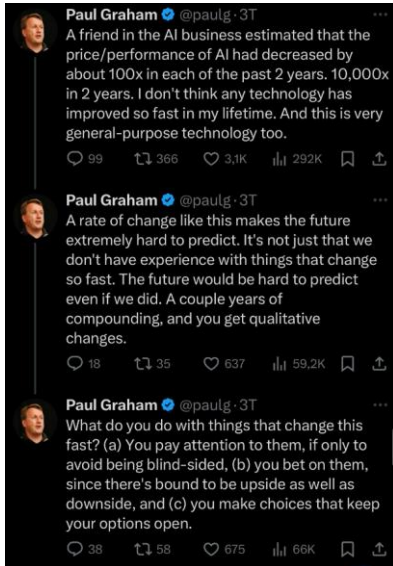 Paul Graham @paulg · 3T
A friend in the AI business estimated that the
price/performance of AI had decreased by
about 100x in each of the past 2 years. 10,000x
in 2 years. I don't think any technology has
improved so fast in my lifetime. And this is very
general-purpose technology too.
99 366 3,1K 292K
Paul Graham @paulg · 3T
A rate of change like this makes the future
extremely hard to predict. It's not just that we
don't have experience with things that change
so fast. The future would be hard to predict
even if we did. A couple years of
compounding, and you get qualitative
changes.
18 35 637 59,2K
Paul Graham @paulg · 3T
What do you do with things that change this
fast? (a) You pay attention to them, if only to
avoid being blind-sided, (b) you bet on them,
since there's bound to be upside as well as
downside, and (c) you make choices that keep
your options open.
38 58 675 66K